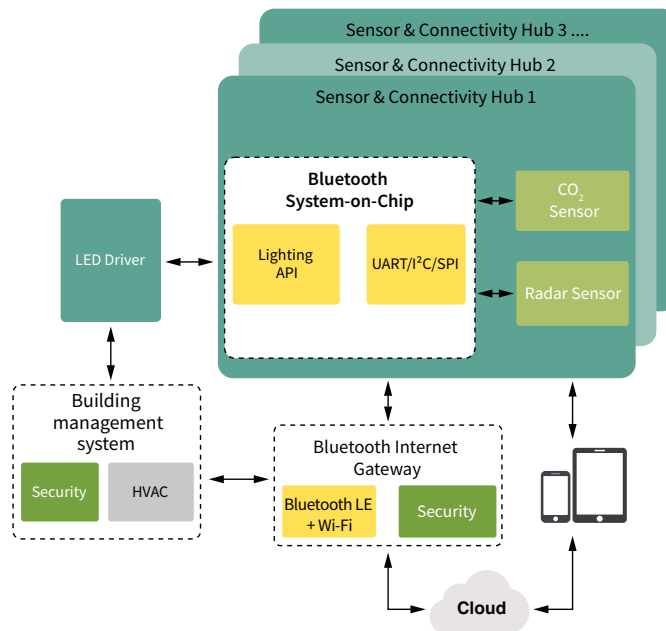 Sensor & Connectivity Hub 3 ....
Sensor & Connectivity Hub 2
Sensor & Connectivity Hub 1
Bluetooth
System-on-Chip
Lighting
API
UART/I²C/SPI
CO₂
Sensor
Radar Sensor
LED Driver
Building
management
system
Security
HVAC
Bluetooth Internet
Gateway
Bluetooth LE
+ Wi-Fi
Security
Cloud